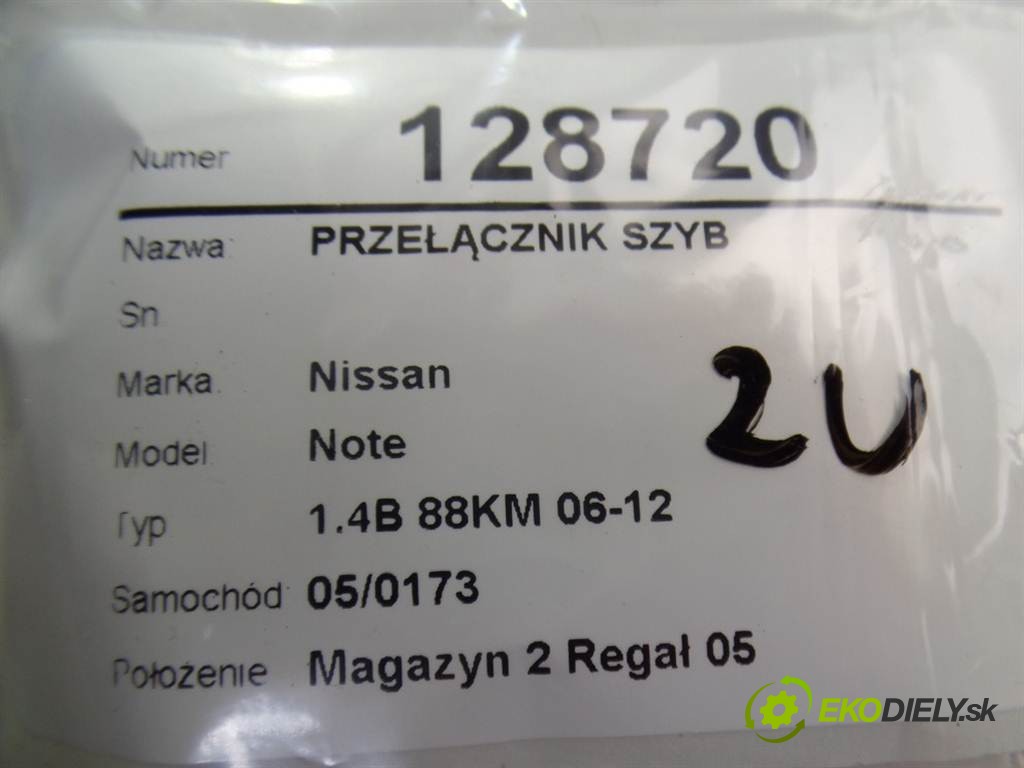 Numer 128720
Nazwa: PRZEŁĄCZNIK SZYB
Sn
Marka: Nissan
Model: Note
Typ 1.4B 88KM 06-12
Samochód 05/0173
Położenie Magazyn 2 Regał 05
2U
EKODIELY.sk